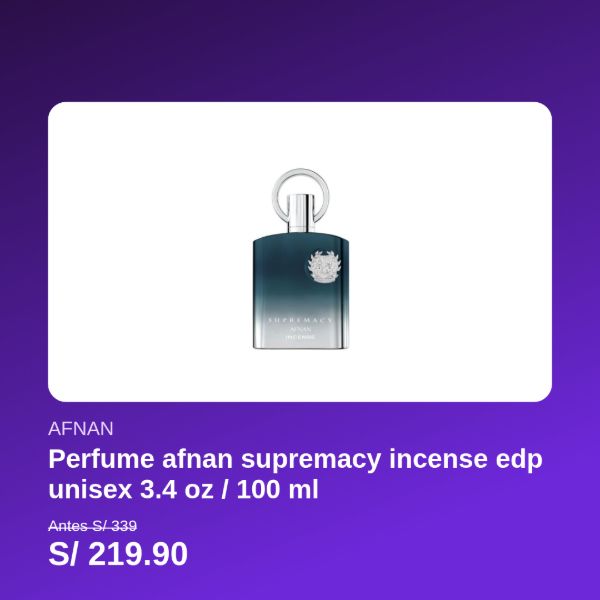 SUPREMACY
AFNAN
INCENSE
AFNAN
Perfume afnan supremacy incense edp
unisex 3.4 oz / 100 ml
Antes S/ 339
S/ 219.90